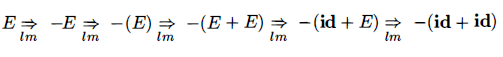 E ⇒lm −E ⇒lm −(E) ⇒lm −(E + E) ⇒lm −(id + E) ⇒lm −(id + id)